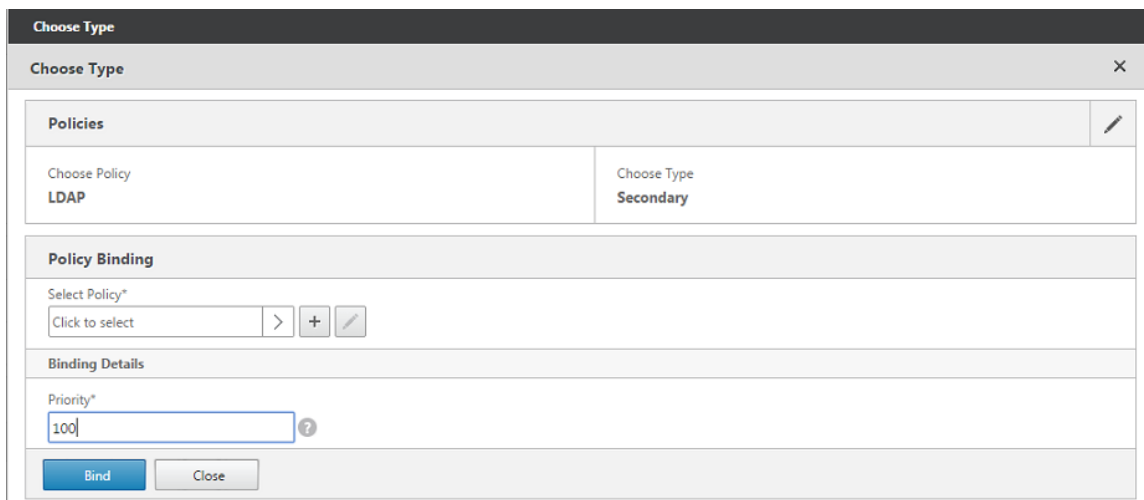 Choose Type
Choose Type
Policies
Choose Policy
Choose Type
LDAP
Secondary
Policy Binding
Select Policy*
Click to select
Binding Details
Priority*
100
Bind
Close